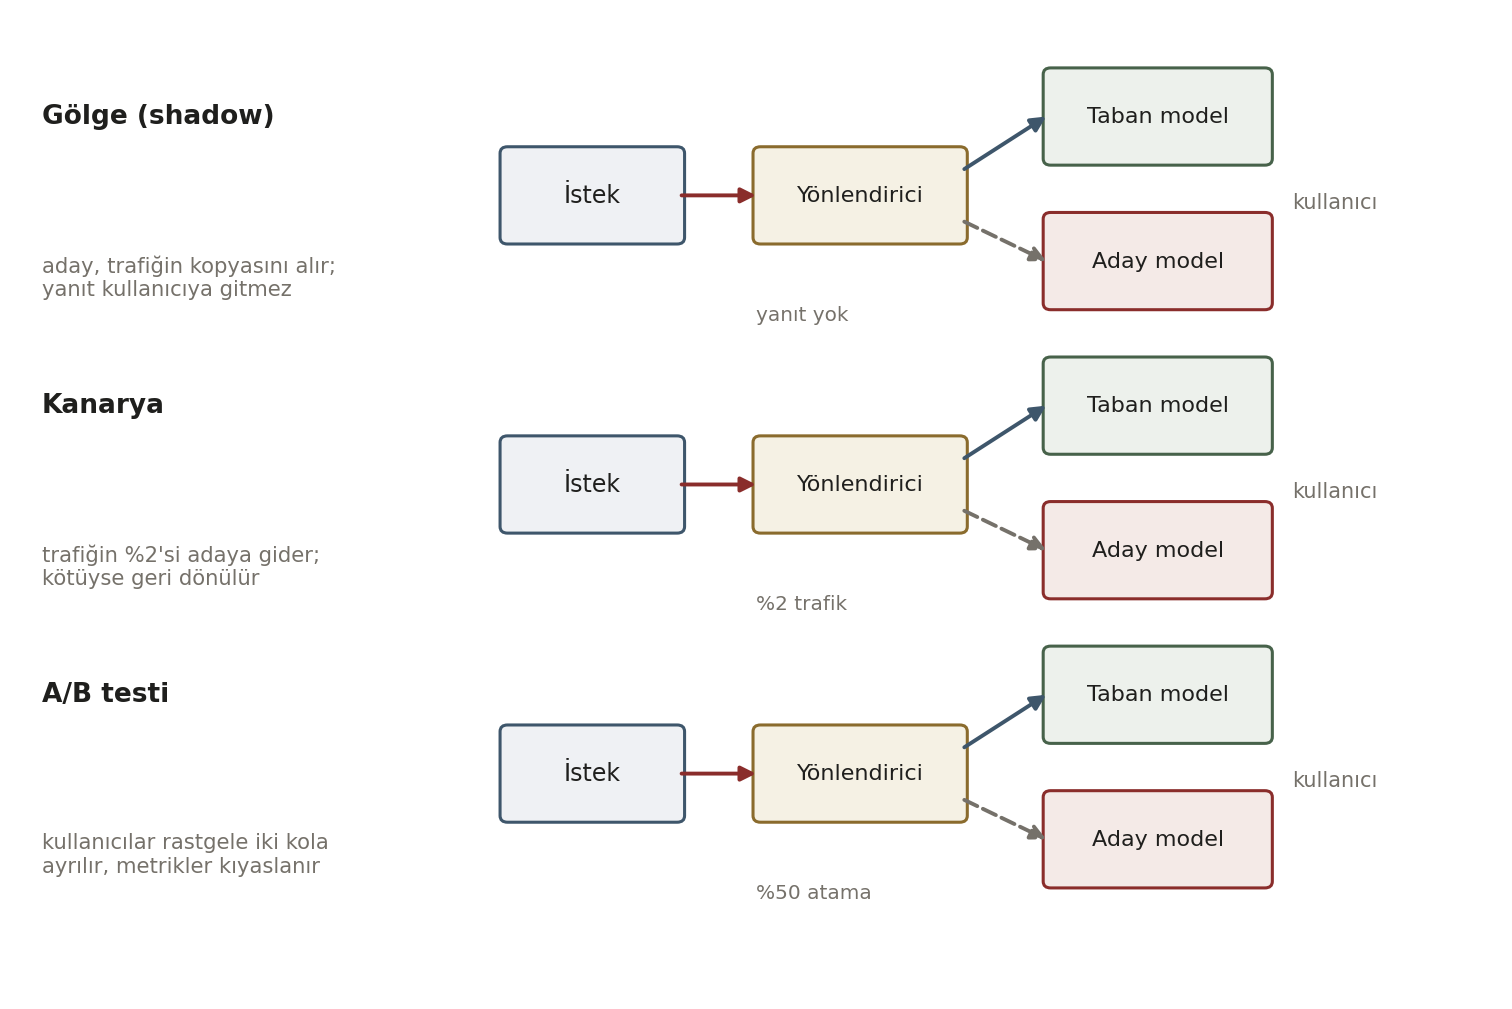 Gölge (shadow)
aday, trafiğin kopyasını alır;
yanıt kullanıcıya gitmez
İstek
Yönlendirici
Taban model
Aday model
kullanıcı
yanıt yok
Kanarya
trafiğin %2'si adaya gider;
kötüyse geri dönülür
İstek
Yönlendirici
Taban model
Aday model
kullanıcı
%2 trafik
A/B testi
kullanıcılar rastgele iki kola
ayrılır, metrikler kıyaslanır
İstek
Yönlendirici
Taban model
Aday model
kullanıcı
%50 atama